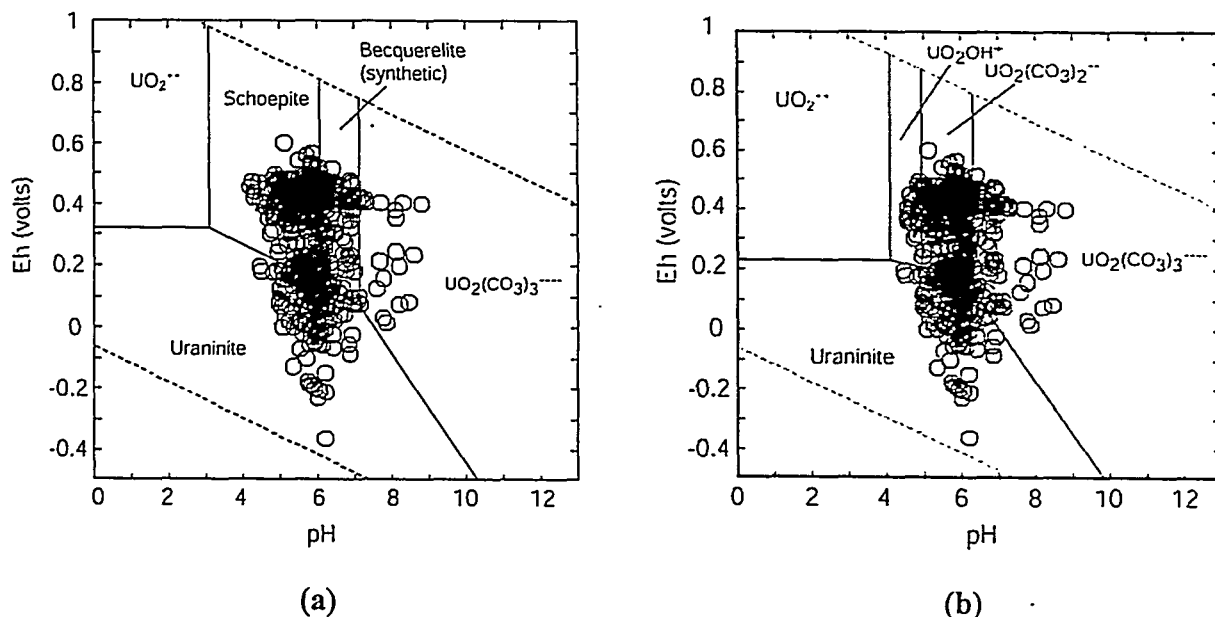 1
0.8
0.6
0.4
0.2
0
-0.2
-0.4
Eh (volts)
0 2 4 6 8 10 12
pH
UO₂··
Schoepite
Becquerelite
(synthetic)
Uraninite
UO₂(CO₃)₃----
(a)
1
0.8
0.6
0.4
0.2
0
-0.2
-0.4
Eh (volts)
0 2 4 6 8 10 12
pH
UO₂··
UO₂OH⁺
UO₂(CO₃)₂--
Uraninite
UO₂(CO₃)₃----
(b)